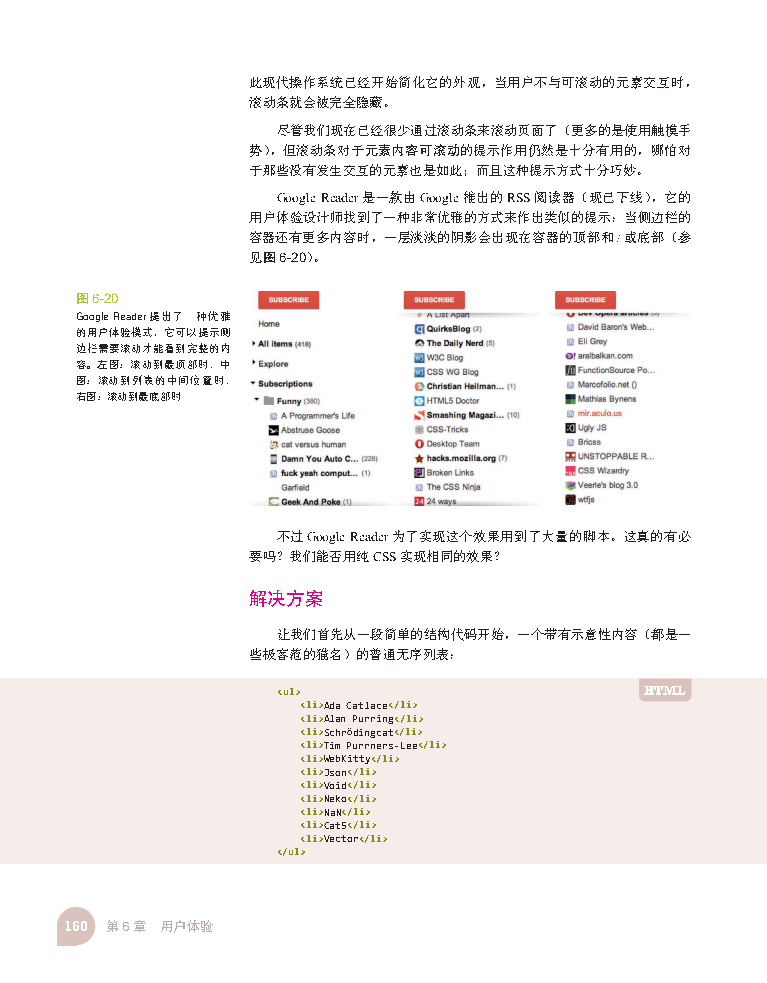 此现代操作系统已经开始简化它的外观，当用户不与可滚动的元素交互时，
滚动条就会被完全隐藏。
尽管我们现在已经很少通过滚动条来滚动页面了（更多的是使用触摸手
势），但滚动条对于元素内容可滚动的提示作用仍然是十分有用的，哪怕对
于那些没有发生交互的元素也是如此；而且这种提示方式十分巧妙。
Google Reader 是一款由 Google 推出的 RSS 阅读器（现已下线），它的
用户体验设计师找到了一种非常优雅的方式来作出类似的提示：当侧边栏的
容器还有更多内容时，一层淡淡的阴影会出现在容器的顶部和 / 或底部（参
见图 6-20）。
图 6-20
Google Reader 提出了一种优雅
的用户体验模式，它可以提示侧
边栏需要滚动才能看到完整的内
容。左图：滚动到最顶部时，中
图：滚动到列表的中间位置时，
右图：滚动到最底部时
SUBSCRIBE
Home
All items (418)
Explore
Subscriptions
Funny (380)
A Programmer's Life
Abstruse Goose
cat versus human
Damn You Auto C... (228)
fuck yeah comput... (1)
Garfield
Geek And Poke (1)
SUBSCRIBE
A List Apart
QuirksBlog (2)
The Daily Nerd (5)
W3C Blog
CSS WG Blog
Christian Heilman... (1)
HTML5 Doctor
Smashing Magazi... (10)
CSS-Tricks
Desktop Team
hacks.mozilla.org (7)
Broken Links
The CSS Ninja
24 ways
SUBSCRIBE
Dev Opera articles
David Baron's Web...
Eli Grey
aralbalkan.com
FunctionSource Po...
Marcofolio.net ()
Mathias Bynens
mir.aculo.us
Ugly JS
Bricss
UNSTOPPABLE R...
CSS Wizardry
Veerle's blog 3.0
wtfjs
不过 Google Reader 为了实现这个效果用到了大量的脚本。这真的有必
要吗？我们能否用纯 CSS 实现相同的效果？
解决方案
让我们首先从一段简单的结构代码开始，一个带有示意性内容（都是一
些极客范的猫名）的普通无序列表：
HTML
<ul>
<li>Ada Catlace</li>
<li>Alan Purring</li>
<li>Schrödingcat</li>
<li>Tim Purrners-Lee</li>
<li>WebKitty</li>
<li>Json</li>
<li>Void</li>
<li>Neko</li>
<li>NaN</li>
<li>Cat5</li>
<li>Vector</li>
</ul>
160 第 6 章 用户体验